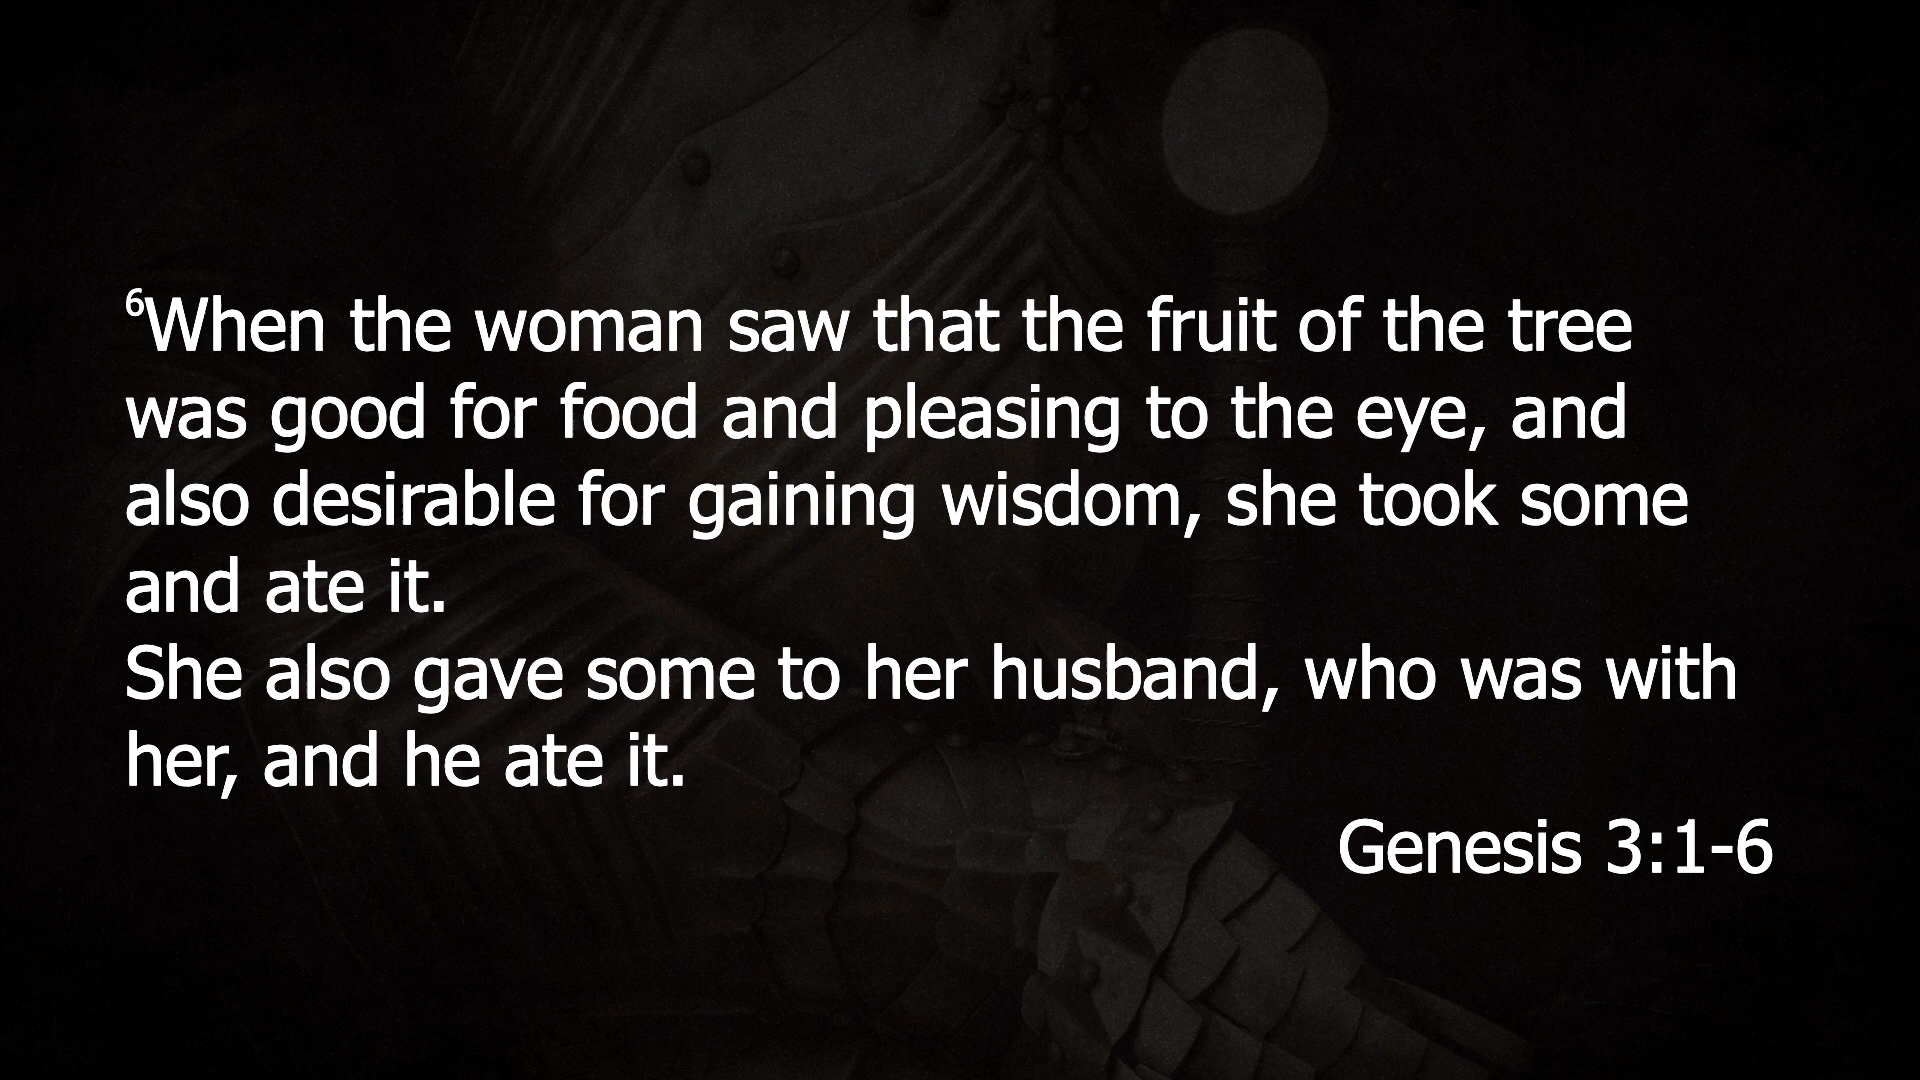 ⁶When the woman saw that the fruit of the tree
was good for food and pleasing to the eye, and
also desirable for gaining wisdom, she took some
and ate it.
She also gave some to her husband, who was with
her, and he ate it.
Genesis 3:1-6